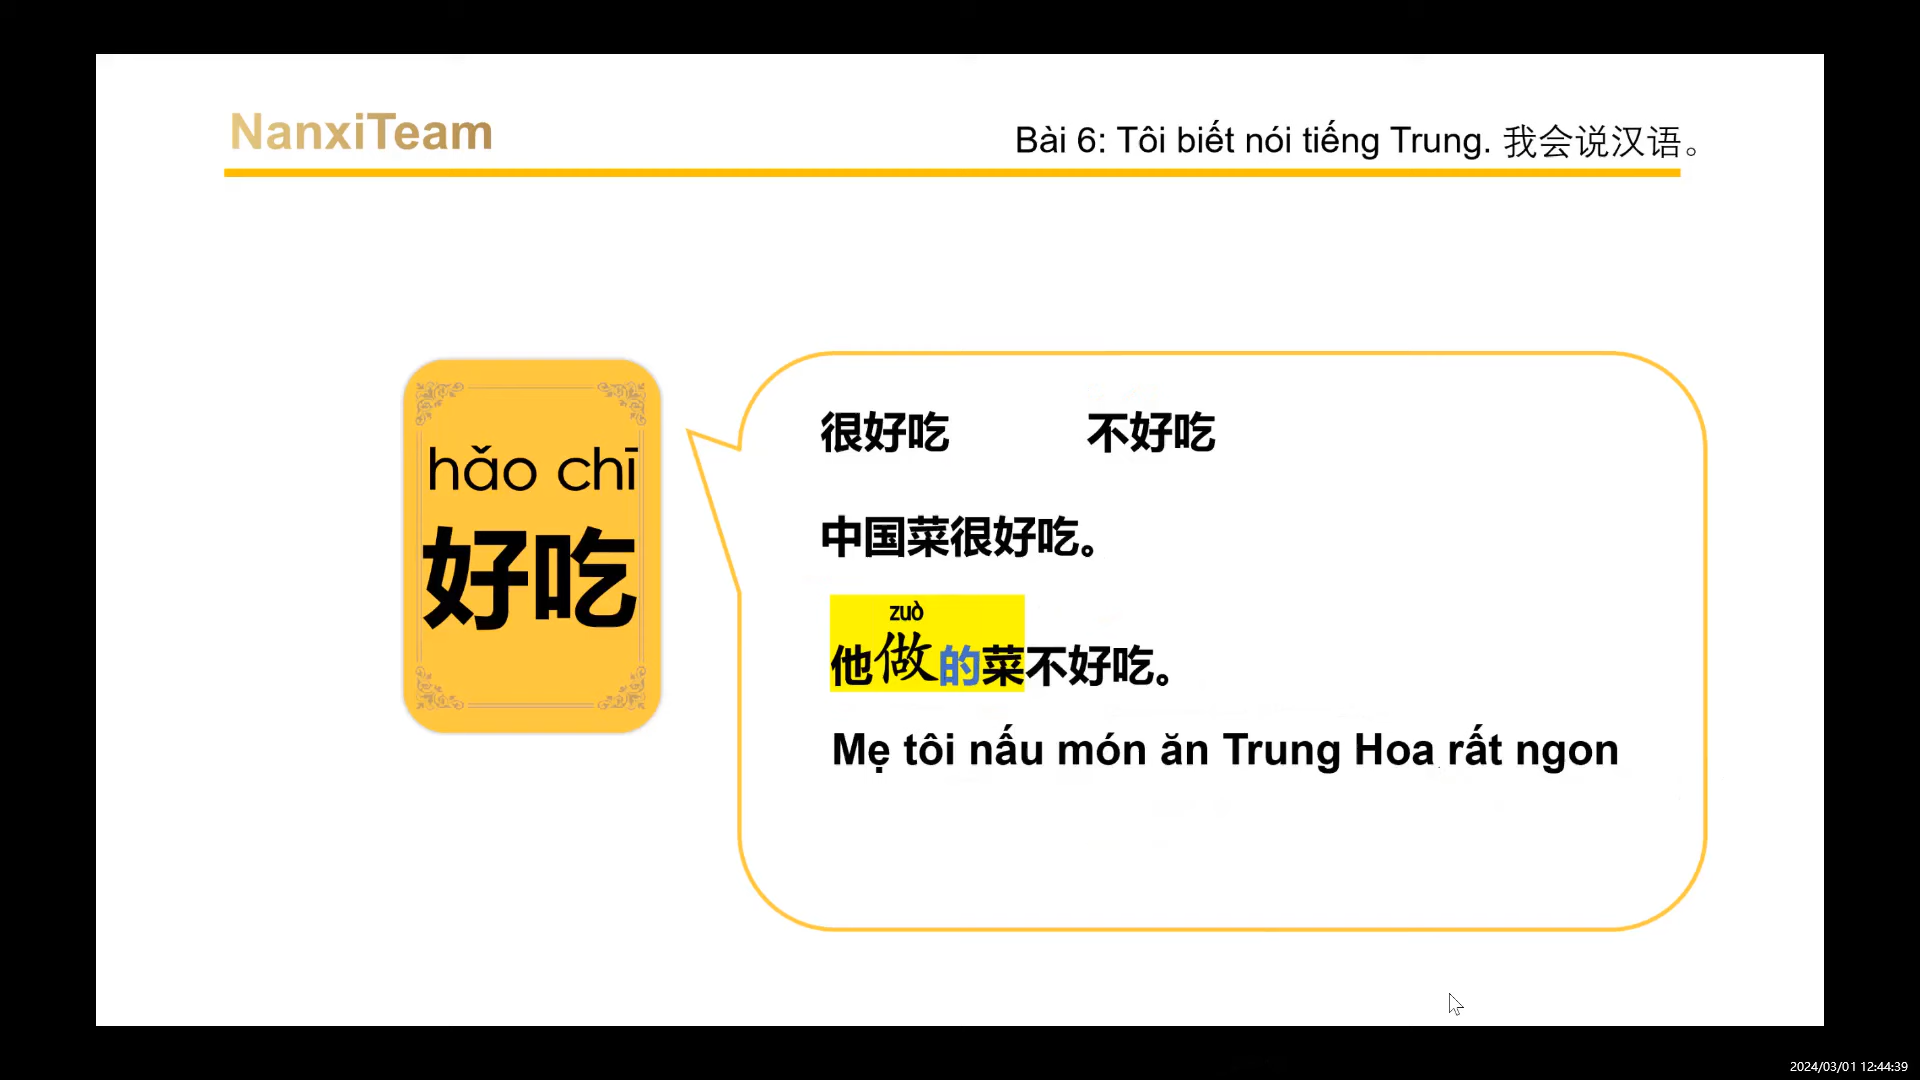 NanxiTeam
Bài 6: Tôi biết nói tiếng Trung. 我会说汉语。
hǎo chī
好吃
很好吃 不好吃
中国菜很好吃。
zuò
他做的菜不好吃。
Mẹ tôi nấu món ăn Trung Hoa rất ngon
2024/03/01 12:44:39